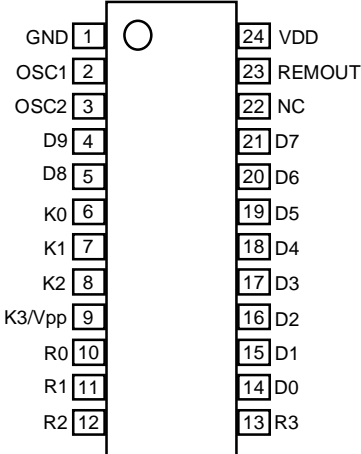 GND 1 24 VDD
OSC1 2 23 REMOUT
OSC2 3 22 NC
D9 4 21 D7
D8 5 20 D6
K0 6 19 D5
K1 7 18 D4
K2 8 17 D3
K3/Vpp 9 16 D2
R0 10 15 D1
R1 11 14 D0
R2 12 13 R3